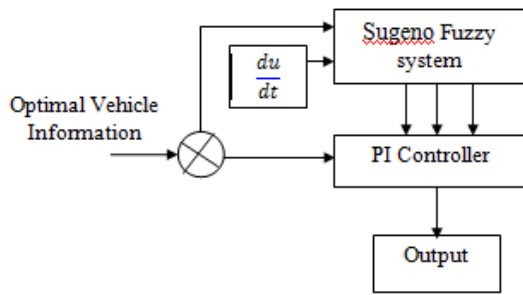 Sugeno Fuzzy
system
du
dt
Optimal Vehicle
Information
PI Controller
Output